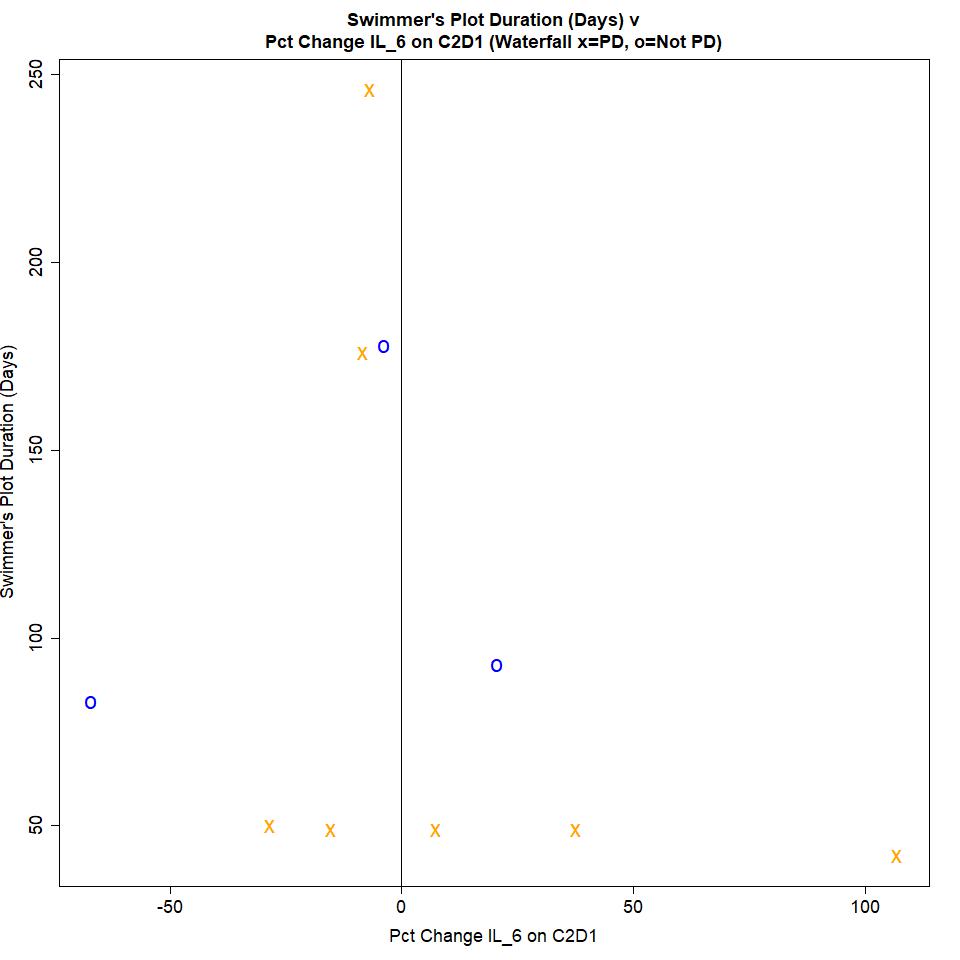 Swimmer's Plot Duration (Days) v
Pct Change IL_6 on C2D1 (Waterfall x=PD, o=Not PD)
Swimmer's Plot Duration (Days)
250
200
150
100
50
X
X
O
O
O
X
X
X
X
X
-50
0
50
100
Pct Change IL_6 on C2D1